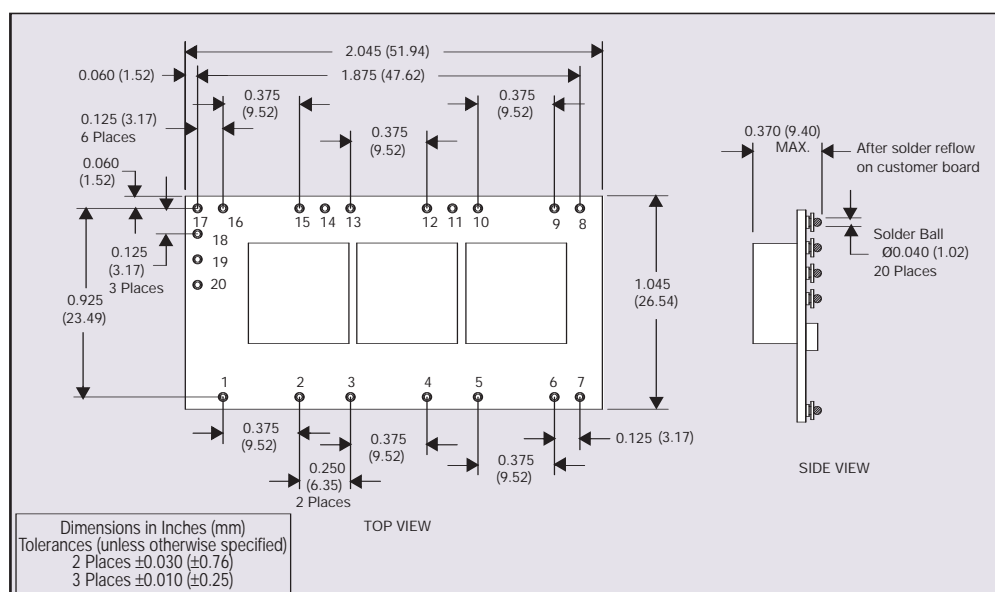 2.045 (51.94)
0.060 (1.52)
1.875 (47.62)
0.375
(9.52)
0.375
(9.52)
0.125 (3.17)
6 Places
0.375
(9.52)
0.370 (9.40)
MAX.
After solder reflow
on customer board
0.060
(1.52)
17 16 15 14 13 12 11 10 9 8
18
19
20
0.125
(3.17)
3 Places
Solder Ball
Ø0.040 (1.02)
20 Places
0.925
(23.49)
1.045
(26.54)
1 2 3 4 5 6 7
0.375
(9.52)
0.375
(9.52)
0.125 (3.17)
0.250
(6.35)
2 Places
0.375
(9.52)
SIDE VIEW
TOP VIEW
Dimensions in Inches (mm)
Tolerances (unless otherwise specified)
2 Places ±0.030 (±0.76)
3 Places ±0.010 (±0.25)